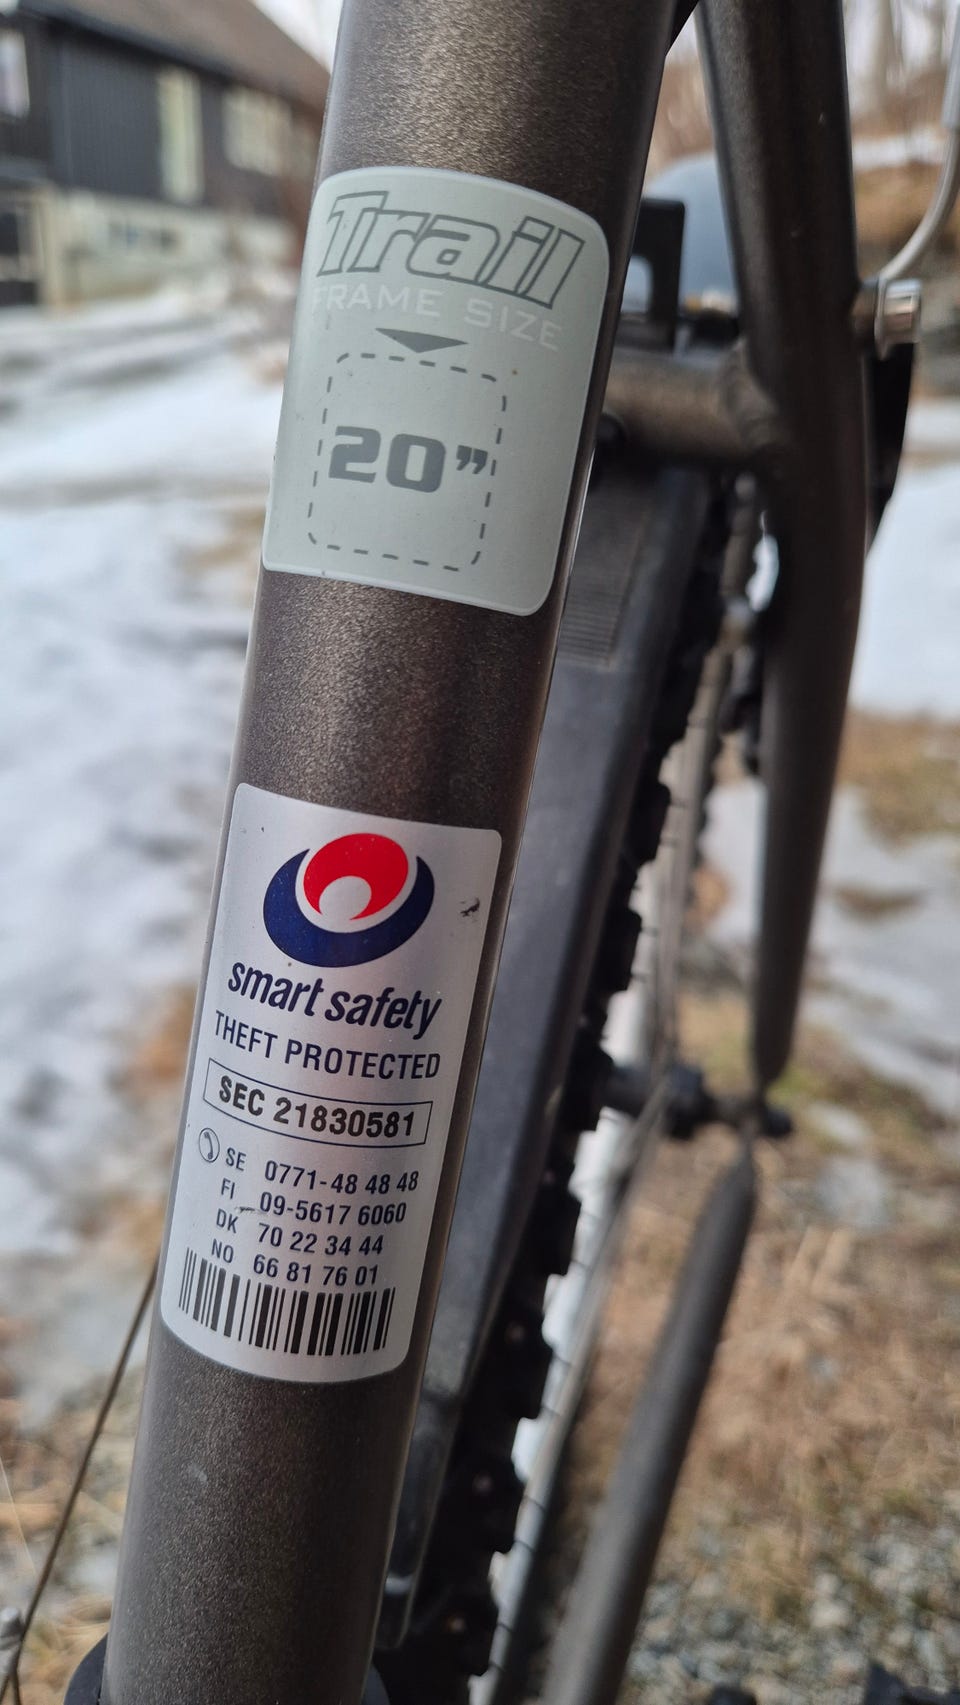 Trail
FRAME SIZE
20”
smart safety
THEFT PROTECTED
SEC 21830581
SE 0771-48 48 48
FI 09-5617 6060
DK 70 22 34 44
NO 66 81 76 01